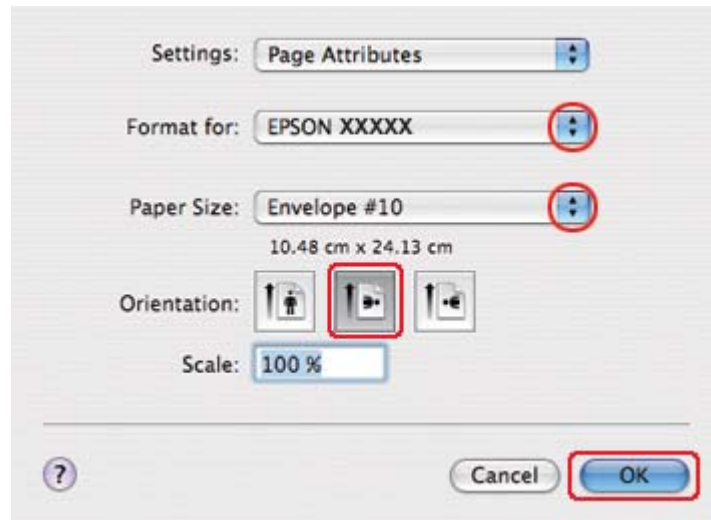 Settings: Page Attributes
Format for: EPSON XXXXX
Paper Size: Envelope #10
10.48 cm x 24.13 cm
Orientation:
Scale: 100 %
? Cancel OK